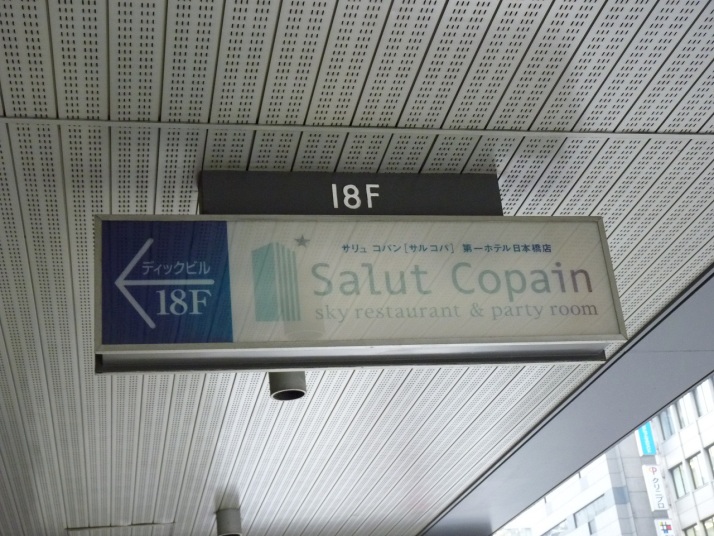 18F
ディックビル
18F
サリュ コパン[サルコパ] 第一ホテル日本橋店
Salut Copain
sky restaurant & party room